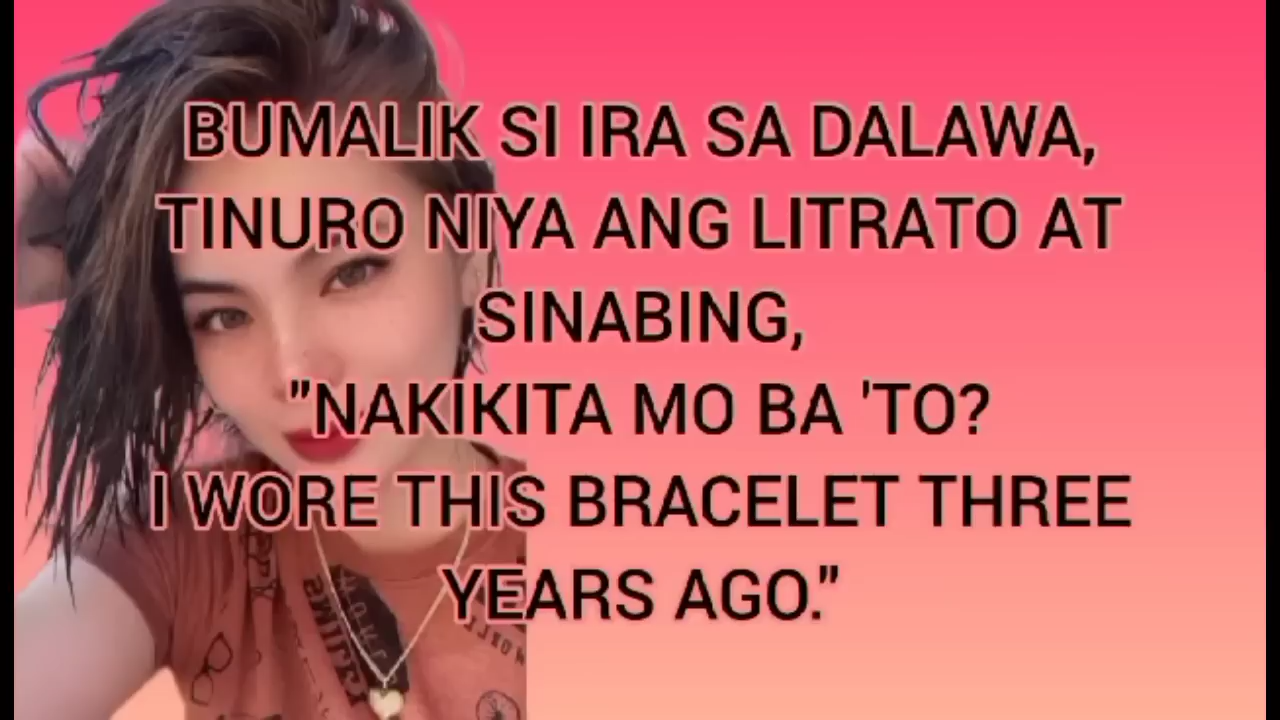 BUMALIK SI IRA SA DALAWA,
TINURO NIYA ANG LITRATO AT
SINABING,
"NAKIKITA MO BA 'TO?
I WORE THIS BRACELET THREE
YEARS AGO."